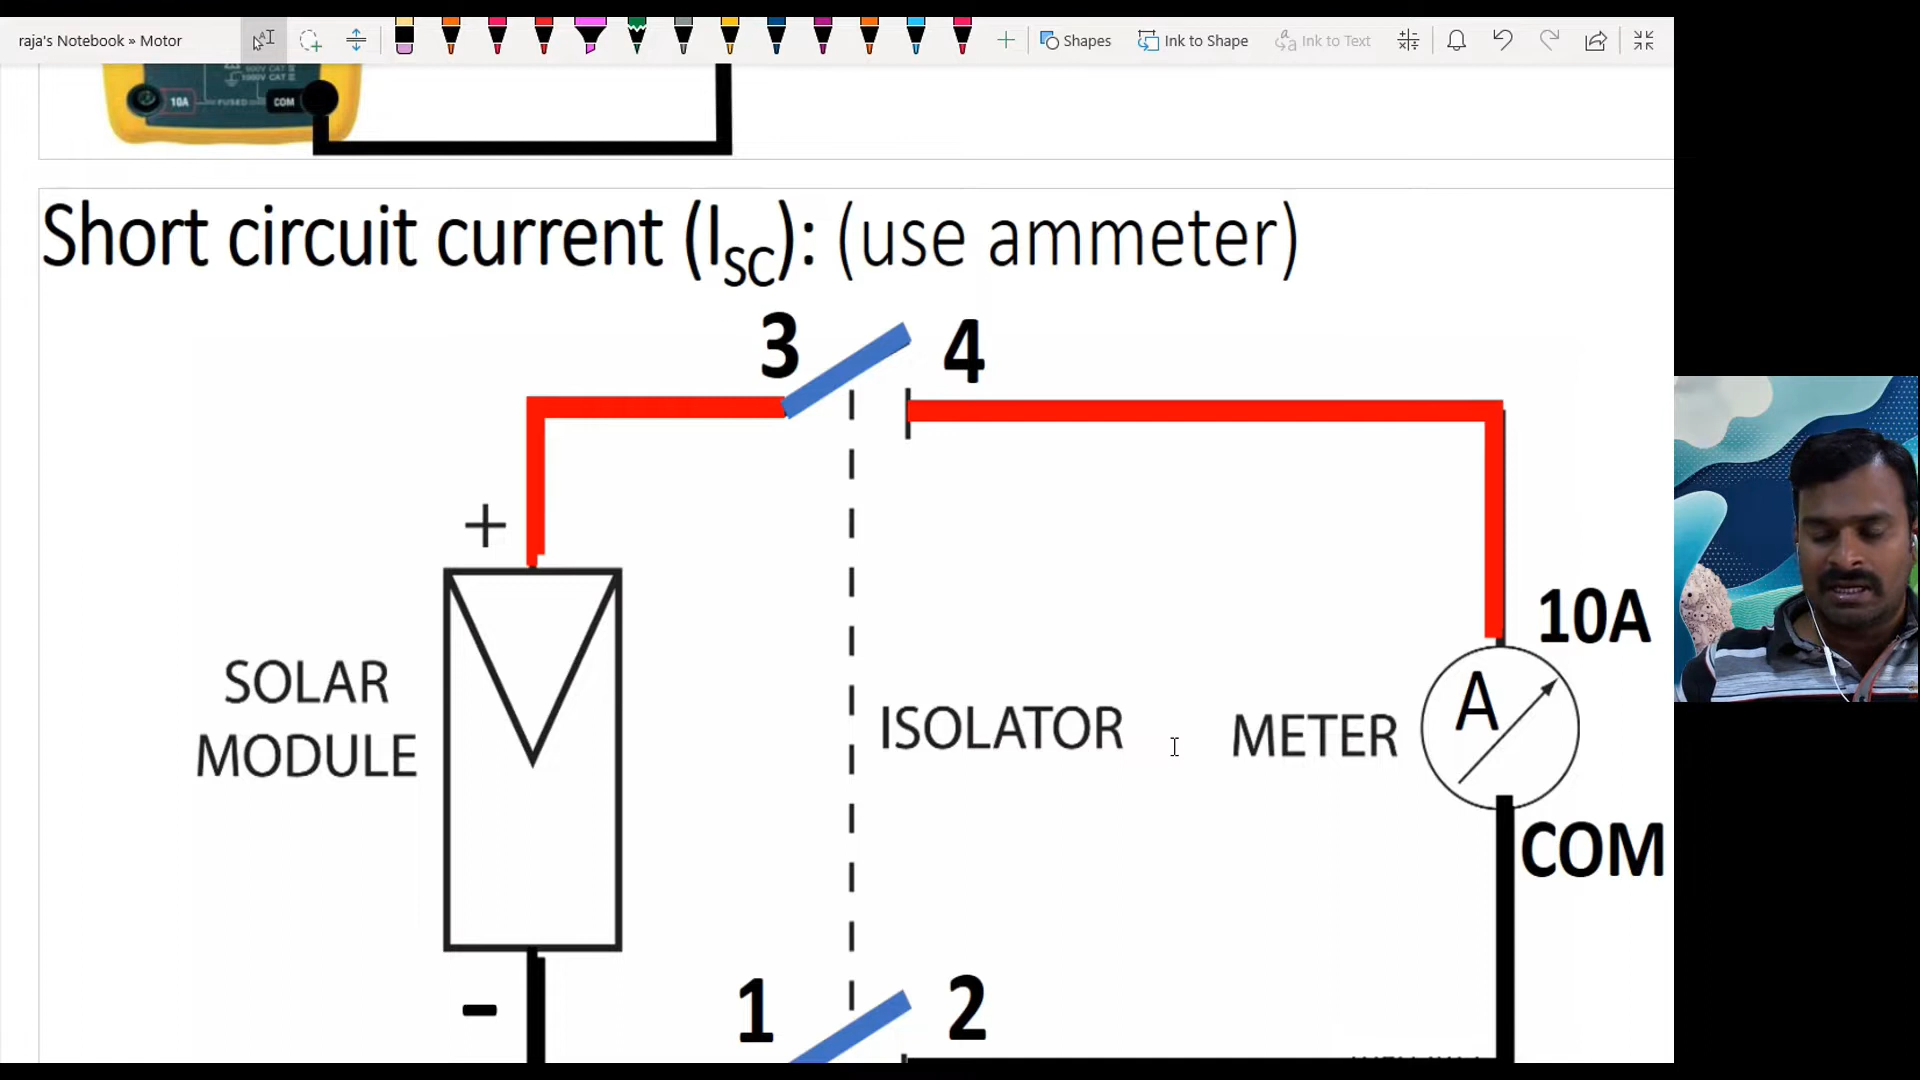 raja's Notebook » Motor
Shapes
Ink to Shape
Ink to Text
10A
FUSED
COM
Short circuit current (ISC): (use ammeter)
3
4
+
10A
SOLAR
MODULE
A
ISOLATOR
METER
COM
-
1
2